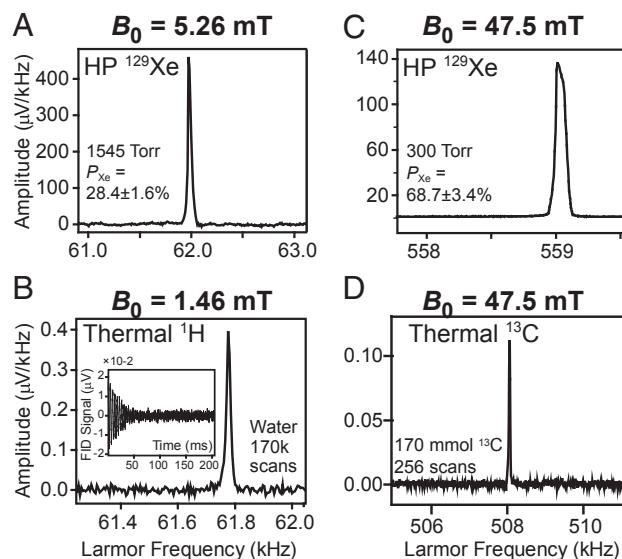 A
B0 = 5.26 mT
HP 129Xe
1545 Torr
PXe =
28.4±1.6%
Amplitude (µV/kHz)
400
300
200
100
0
61.0
62.0
63.0
C
B0 = 47.5 mT
HP 129Xe
300 Torr
PXe =
68.7±3.4%
140
100
60
20
558
559
B
B0 = 1.46 mT
Thermal 1H
×10-2
FID Signal (µV)
2
1
0
-1
-2
Time (ms)
50
100
150
200
Water
170k
scans
Amplitude (µV/kHz)
0.4
0.3
0.2
0.1
0.0
61.4
61.6
61.8
62.0
Larmor Frequency (kHz)
D
B0 = 47.5 mT
Thermal 13C
170 mmol 13C
256 scans
0.10
0.05
0.00
506
508
510
Larmor Frequency (kHz)